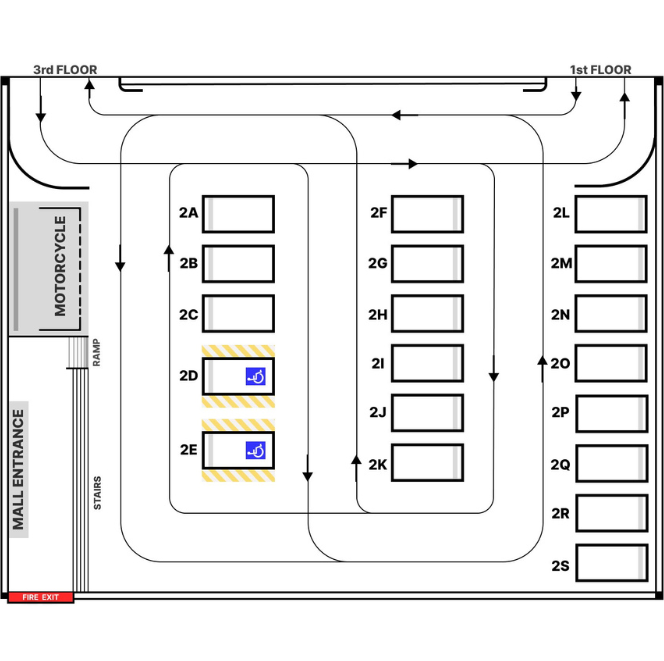 3rd FLOOR
1st FLOOR
2A
2F
2L
MOTORCYCLE
2B
2G
2M
2C
2H
2N
RAMP
2D
2I
2O
2J
2P
MALL ENTRANCE
2E
2K
2Q
STAIRS
2R
2S
FIRE EXIT